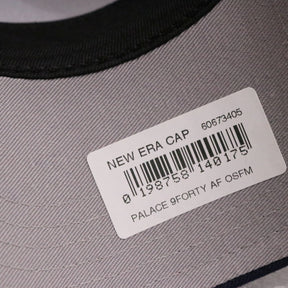 NEW ERA CAP 60673405
0 198758 140175
PALACE 9FORTY AF OSFM